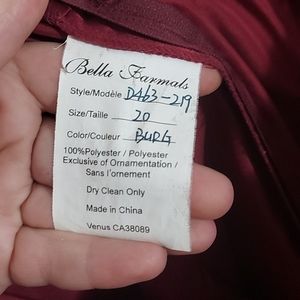 Bella Formals
Style/Modèle D463-219
Size/Taille 20
Color/Couleur BURG
100%Polyester / Polyester
Exclusive of Ornamentation /
Sans l'ornement
Dry Clean Only
Made in China
Venus CA38089